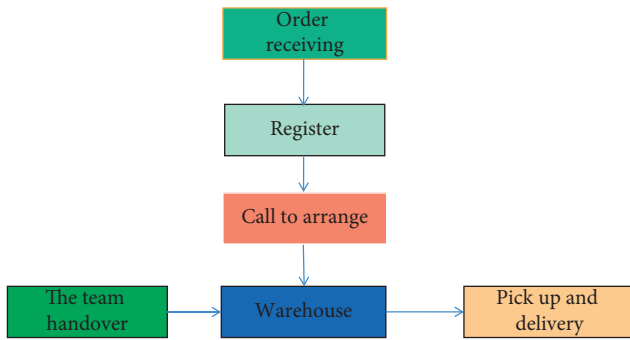 Order
receiving
Register
Call to arrange
The team
handover
Warehouse
Pick up and
delivery